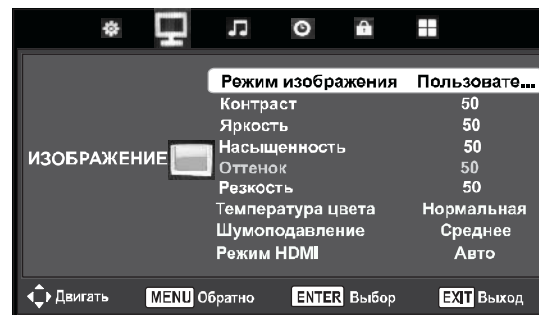 Режим изображения Пользовате...
Контраст 50
Яркость 50
Насыщенность 50
ИЗОБРАЖЕНИЕ
Оттенок 50
Резкость 50
Температура цвета Нормальная
Шумоподавление Среднее
Режим HDMI Авто
Двигать MENU Обратно ENTER Выбор EXIT Выход